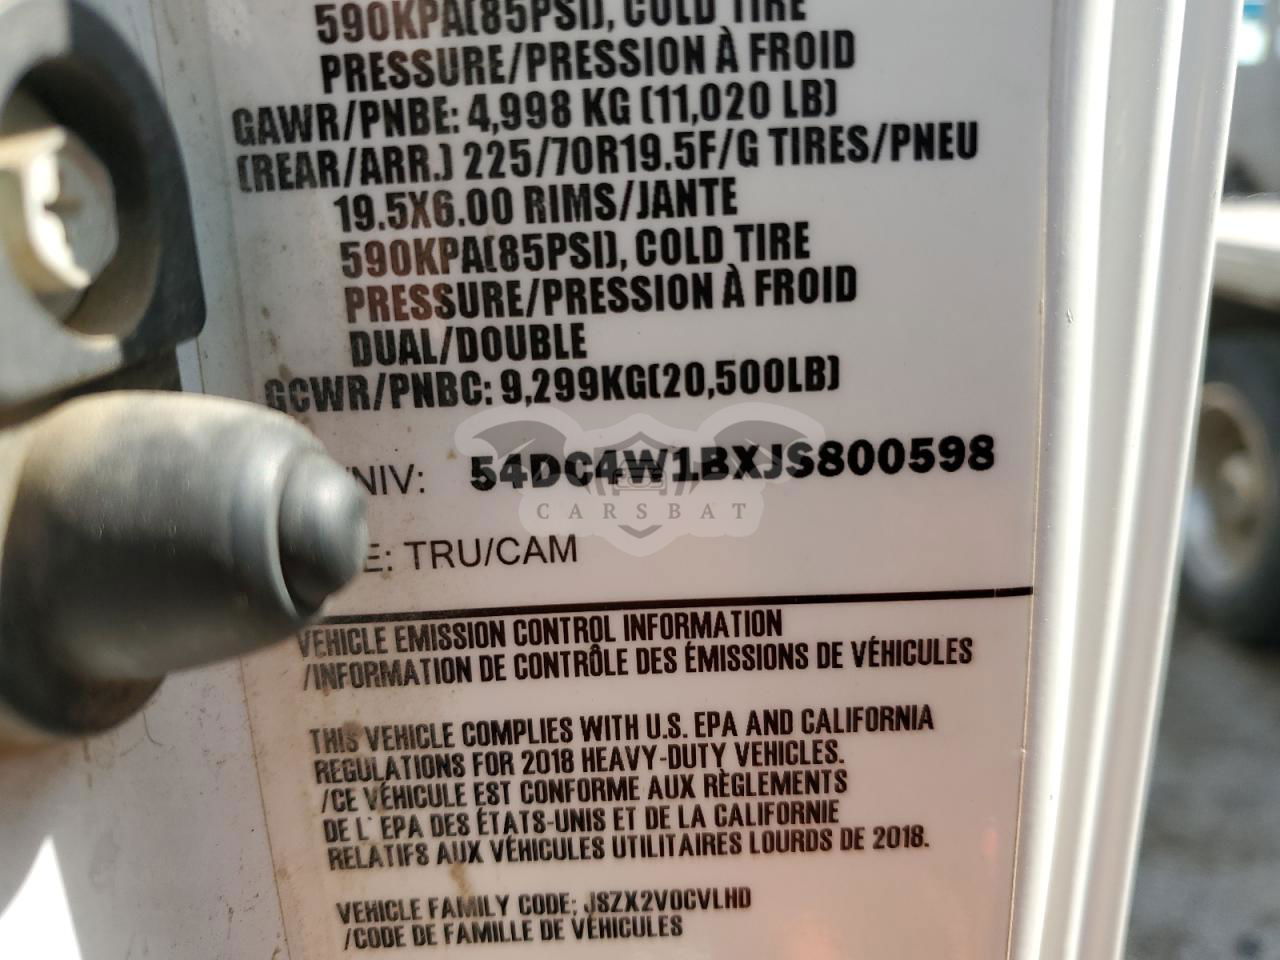 590KPA(85PSI), COLD TIRE
PRESSURE/PRESSION À FROID
GAWR/PNBE: 4,998 KG (11,020 LB)
(REAR/ARR.) 225/70R19.5F/G TIRES/PNEU
19.5X6.00 RIMS/JANTE
590KPA(85PSI), COLD TIRE
PRESSURE/PRESSION À FROID
DUAL/DOUBLE
GCWR/PNBC: 9,299KG(20,500LB)
NIV: 54DC4W1BXJS800598
CARSBAT
E: TRU/CAM
VEHICLE EMISSION CONTROL INFORMATION
/INFORMATION DE CONTRÔLE DES ÉMISSIONS DE VÉHICULES
THIS VEHICLE COMPLIES WITH U.S. EPA AND CALIFORNIA
REGULATIONS FOR 2018 HEAVY-DUTY VEHICLES.
/CE VÉHICULE EST CONFORME AUX RÈGLEMENTS
DE L'EPA DES ÉTATS-UNIS ET DE LA CALIFORNIE
RELATIFS AUX VÉHICULES UTILITAIRES LOURDS DE 2018.
VEHICLE FAMILY CODE: JSZX2V0CVLHD
/CODE DE FAMILLE DE VÉHICULES